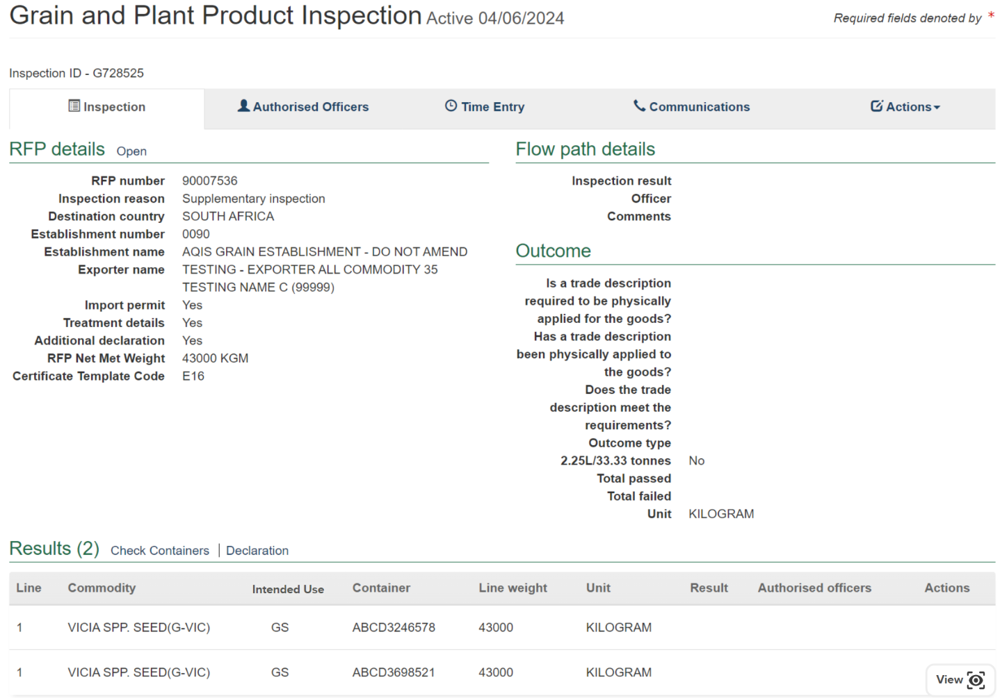 Grain and Plant Product Inspection Active 04/06/2024
Required fields denoted by *
Inspection ID - G728525
Inspection
Authorised Officers
Time Entry
Communications
Actions
RFP details Open
RFP number 90007536
Inspection reason Supplementary inspection
Destination country SOUTH AFRICA
Establishment number 0090
Establishment name AQIS GRAIN ESTABLISHMENT - DO NOT AMEND
Exporter name TESTING - EXPORTER ALL COMMODITY 35
TESTING NAME C (99999)
Import permit Yes
Treatment details Yes
Additional declaration Yes
RFP Net Met Weight 43000 KGM
Certificate Template Code E16
Flow path details
Inspection result
Officer
Comments
Outcome
Is a trade description
required to be physically
applied for the goods?
Has a trade description
been physically applied to
the goods?
Does the trade
description meet the
requirements?
Outcome type
2.25L/33.33 tonnes No
Total passed
Total failed
Unit KILOGRAM
Results (2) Check Containers | Declaration
Line Commodity Intended Use Container Line weight Unit Result Authorised officers Actions
1 VICIA SPP. SEED(G-VIC) GS ABCD3246578 43000 KILOGRAM
1 VICIA SPP. SEED(G-VIC) GS ABCD3698521 43000 KILOGRAM
View